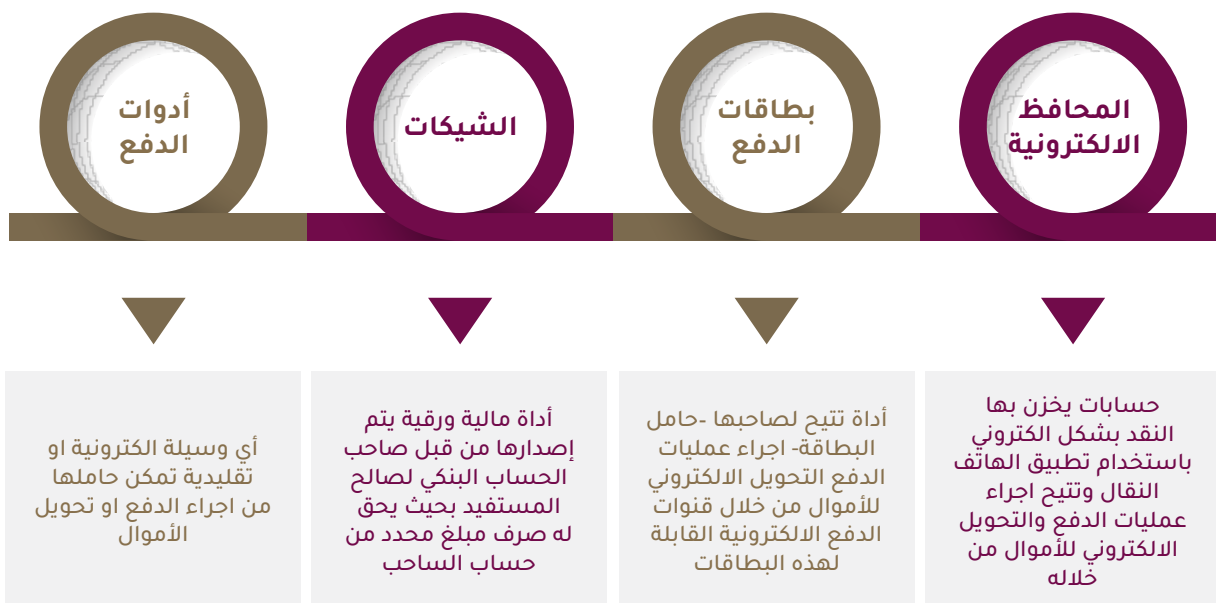 المحافظ
الالكترونية
بطاقات
الدفع
الشيكات
أدوات
الدفع
حسابات يخزن بها
النقد بشكل الكتروني
باستخدام تطبيق الهاتف
النقال وتتيح اجراء
عمليات الدفع والتحويل
الالكتروني للأموال من
خلاله
أداة تتيح لصاحبها -حامل
البطاقة- اجراء عمليات
الدفع التحويل الالكتروني
للأموال من خلال قنوات
الدفع الالكترونية القابلة
لهذه البطاقات
أداة مالية ورقية يتم
إصدارها من قبل صاحب
الحساب البنكي لصالح
المستفيد بحيث يحق
له صرف مبلغ محدد من
حساب الساحب
أي وسيلة الكترونية او
تقليدية تمكن حاملها
من اجراء الدفع او تحويل
الأموال